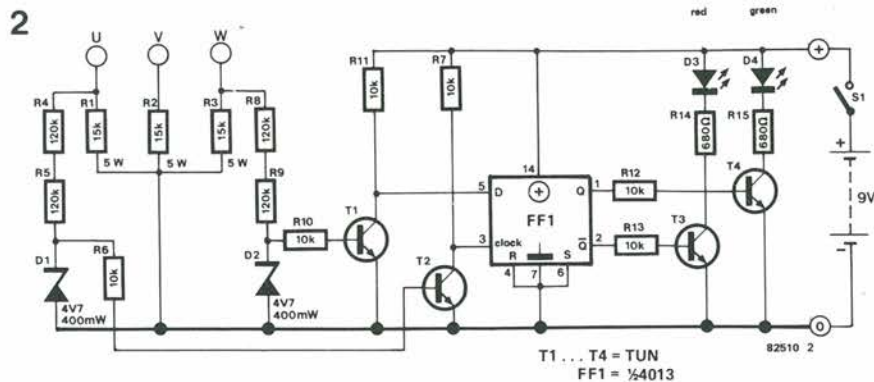 2
U V W
red green
R4
120k
R1
15k
5 W
R2
15k
5 W
R3
15k
5 W
R8
120k
R11
10k
R7
10k
D3
D4
R14
680Ω
R15
680Ω
S1
+
R5
120k
R9
120k
R10
10k
T1
T2
14
5 D
FF1
3 clock
R
4
7
S
6
Q 1
Q̅ 2
R12
10k
R13
10k
T3
T4
+
9V
−
D1
4V7
400mW
R6
10k
D2
4V7
400mW
0
82510 2
T1 . . . T4 = TUN
FF1 = ½4013